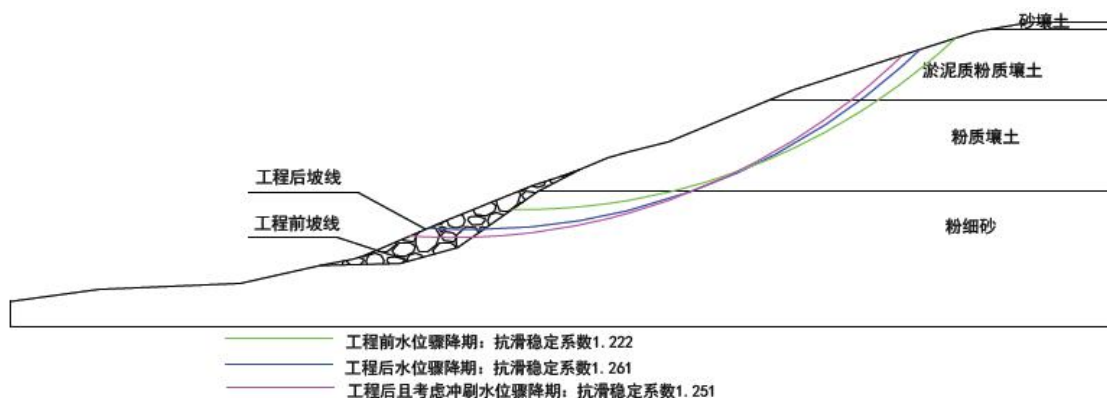 砂壤土
淤泥质粉质壤土
粉质壤土
工程后坡线
工程前坡线
粉细砂
工程前水位骤降期：抗滑稳定系数1.222
工程后水位骤降期：抗滑稳定系数1.261
工程后且考虑冲刷水位骤降期：抗滑稳定系数1.251